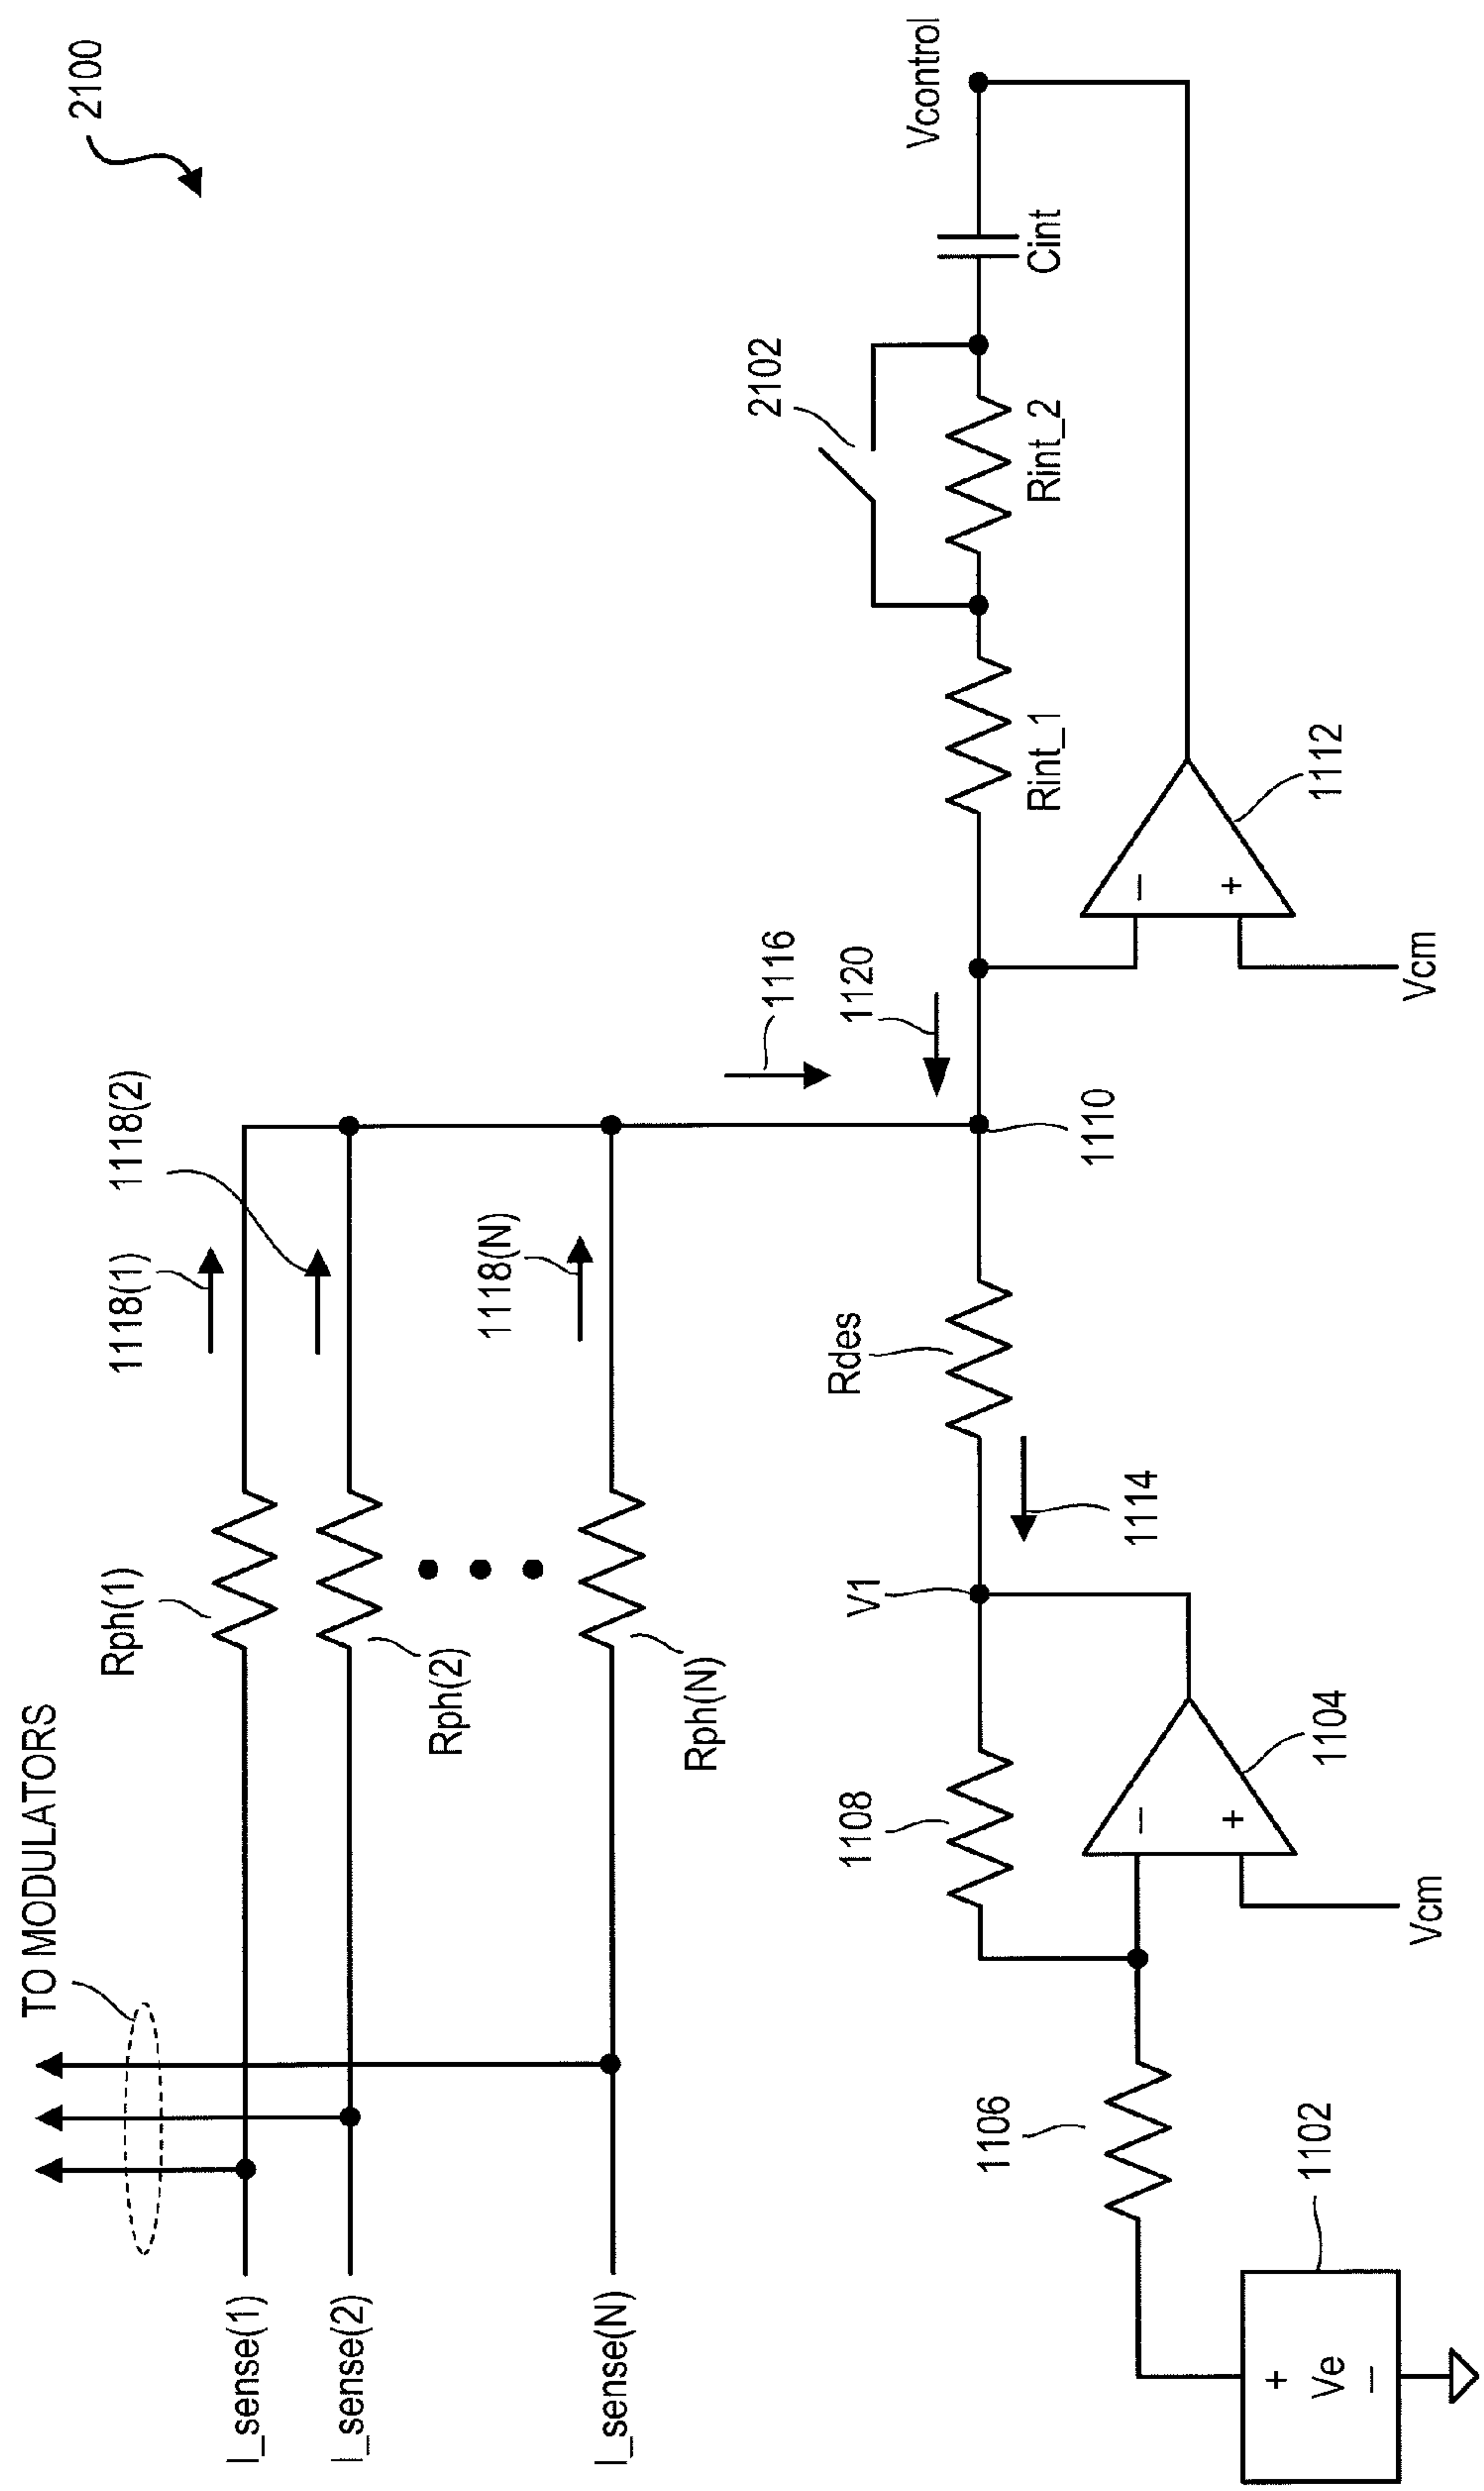 2100
TO MODULATORS
1118(1)
1118(2)
Rph(1)
I_sense(1)
Rph(2)
I_sense(2)
1118(N)
Rph(N)
I_sense(N)
1116
2102
Vcontrol
1120
Rdes
V1
1108
1106
Cint
Rint_2
Rint_1
1110
1114
−
+
1112
Vcm
−
+
1104
Vcm
1102
+
Ve
−